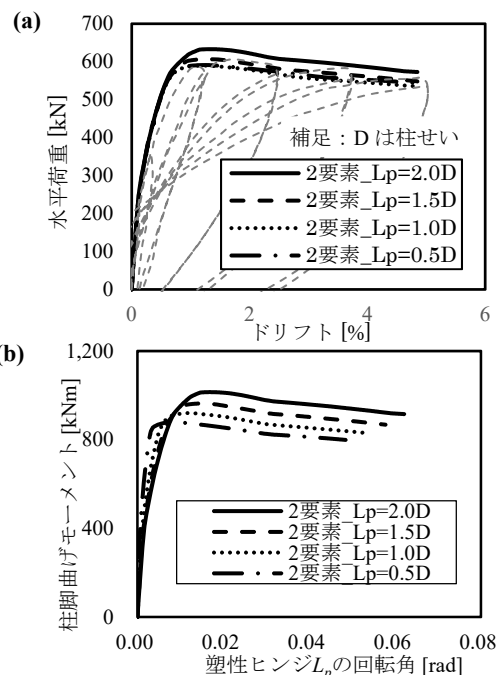 (a)
700
600
500
400
300
200
100
0
水平荷重 [kN]
補足：D は柱せい
2要素_Lp=2.0D
2要素_Lp=1.5D
2要素_Lp=1.0D
2要素_Lp=0.5D
0 2 4 6
ドリフト [%]
(b)
1,200
800
400
0
柱脚曲げモーメント [kNm]
2要素_Lp=2.0D
2要素_Lp=1.5D
2要素_Lp=1.0D
2要素_Lp=0.5D
0.00 0.02 0.04 0.06 0.08
塑性ヒンジLpの回転角 [rad]